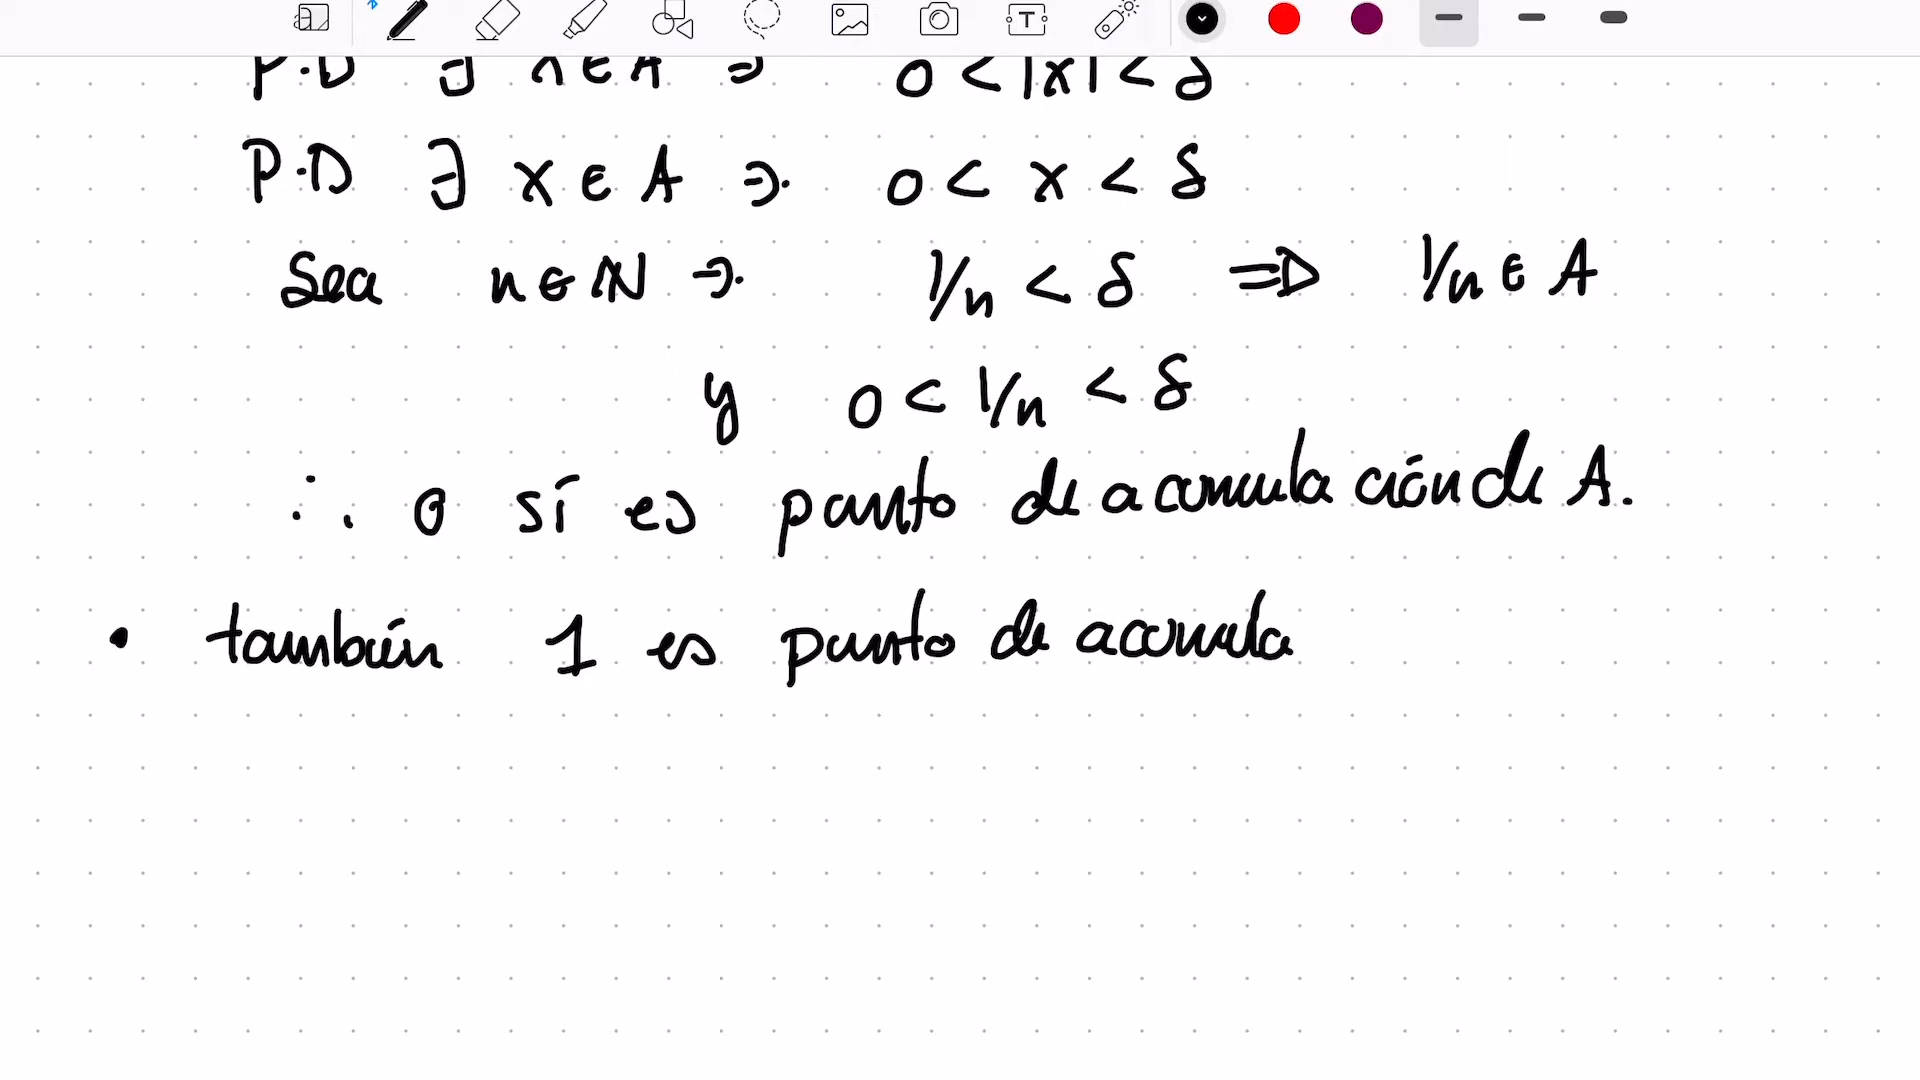 P.D ∃ x ∈ A ∋ 0 < |x| < δ
P.D ∃ x ∈ A ∋. 0 < x < δ
Sea n ∈ ℕ ∋. 1/n < δ ⇒ 1/n ∈ A
y 0 < 1/n < δ
∴ 0 sí es punto de acumulación de A.
• también 1 es punto de acumula